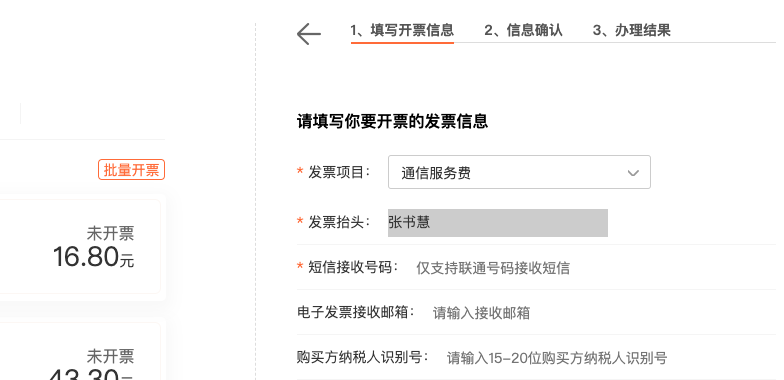 1、填写开票信息
2、信息确认
3、办理结果
请填写你要开票的发票信息
批量开票
* 发票项目：
通信服务费
未开票
16.80元
* 发票抬头：
张书慧
* 短信接收号码：
仅支持联通号码接收短信
电子发票接收邮箱：
请输入接收邮箱
未开票
43.30元
购买方纳税人识别号：
请输入15-20位购买方纳税人识别号